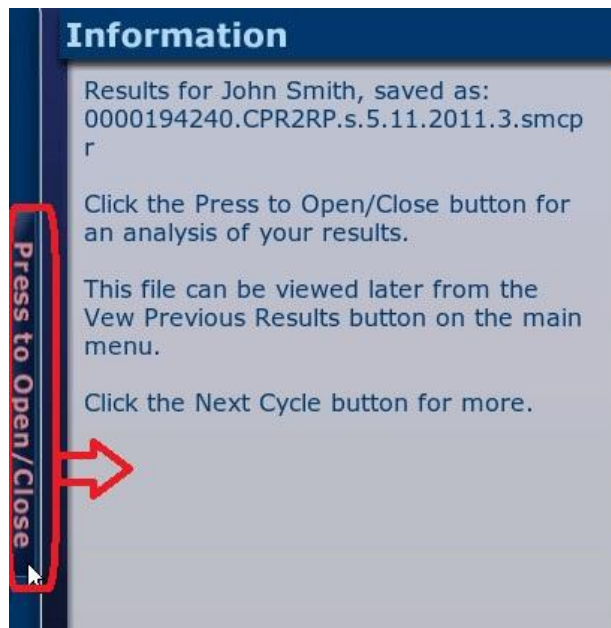 Information
Results for John Smith, saved as:
0000194240.CPR2RP.s.5.11.2011.3.smcp
r
Click the Press to Open/Close button for
an analysis of your results.
This file can be viewed later from the
Vew Previous Results button on the main
menu.
Click the Next Cycle button for more.
Press to Open/Close